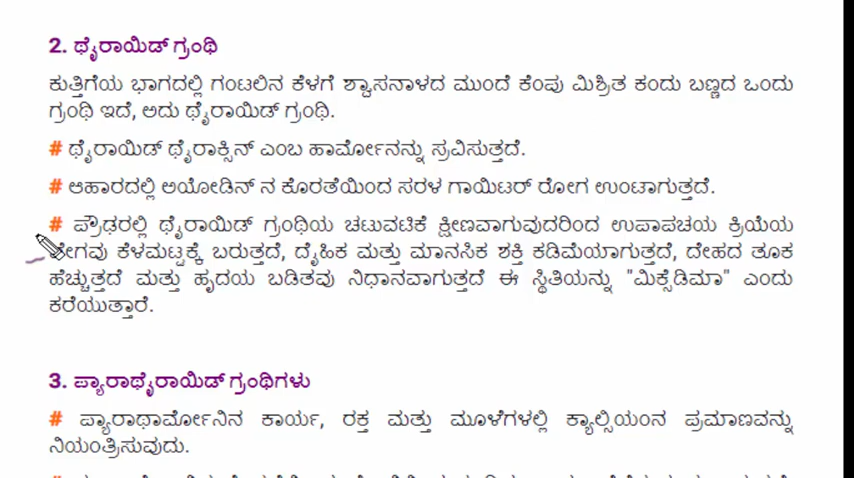 2. ಥೈರಾಯಿಡ್ ಗ್ರಂಥಿ
ಕುತ್ತಿಗೆಯ ಭಾಗದಲ್ಲಿ ಗಂಟಲಿನ ಕೆಳಗೆ ಶ್ವಾಸನಾಳದ ಮುಂದೆ ಕೆಂಪು ಮಿಶ್ರಿತ ಕಂದು ಬಣ್ಣದ ಒಂದು
ಗ್ರಂಥಿ ಇದೆ, ಅದು ಥೈರಾಯಿಡ್ ಗ್ರಂಥಿ.
# ಥೈರಾಯಿಡ್ ಥೈರಾಕ್ಸಿನ್ ಎಂಬ ಹಾರ್ಮೋನನ್ನು ಸ್ರವಿಸುತ್ತದೆ.
# ಆಹಾರದಲ್ಲಿ ಅಯೋಡಿನ್ ನ ಕೊರತೆಯಿಂದ ಸರಳ ಗಾಯಿಟರ್ ರೋಗ ಉಂಟಾಗುತ್ತದೆ.
# ಪ್ರೌಢರಲ್ಲಿ ಥೈರಾಯಿಡ್ ಗ್ರಂಥಿಯ ಚಟುವಟಿಕೆ ಕ್ಷೀಣವಾಗುವುದರಿಂದ ಉಪಾಪಚಯ ಕ್ರಿಯೆಯ
ವೇಗವು ಕೆಳಮಟ್ಟಕ್ಕೆ ಬರುತ್ತದೆ, ದೈಹಿಕ ಮತ್ತು ಮಾನಸಿಕ ಶಕ್ತಿ ಕಡಿಮೆಯಾಗುತ್ತದೆ, ದೇಹದ ತೂಕ
ಹೆಚ್ಚುತ್ತದೆ ಮತ್ತು ಹೃದಯ ಬಡಿತವು ನಿಧಾನವಾಗುತ್ತದೆ ಈ ಸ್ಥಿತಿಯನ್ನು "ಮಿಕ್ಸೆಡಿಮಾ" ಎಂದು
ಕರೆಯುತ್ತಾರೆ.
3. ಪ್ಯಾರಾಥೈರಾಯಿಡ್ ಗ್ರಂಥಿಗಳು
# ಪ್ಯಾರಾಥಾರ್ಮೋನಿನ ಕಾರ್ಯ, ರಕ್ತ ಮತ್ತು ಮೂಳೆಗಳಲ್ಲಿ ಕ್ಯಾಲ್ಸಿಯಂನ ಪ್ರಮಾಣವನ್ನು
ನಿಯಂತ್ರಿಸುವುದು.